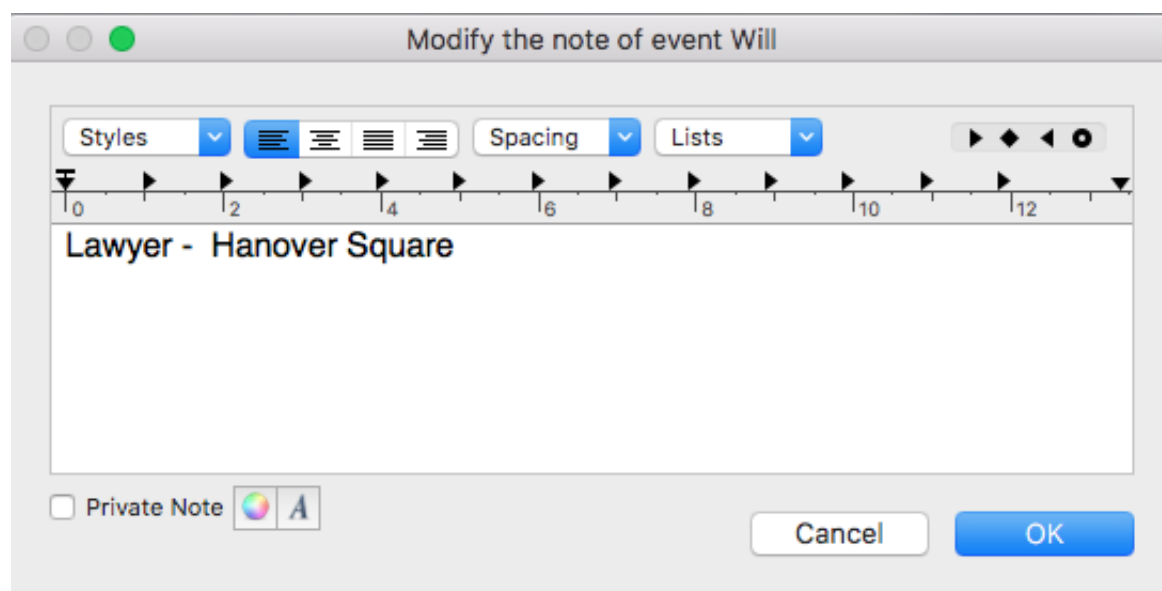 Modify the note of event Will
Styles Spacing Lists
0 2 4 6 8 10 12
Lawyer -  Hanover Square
Private Note A
Cancel OK